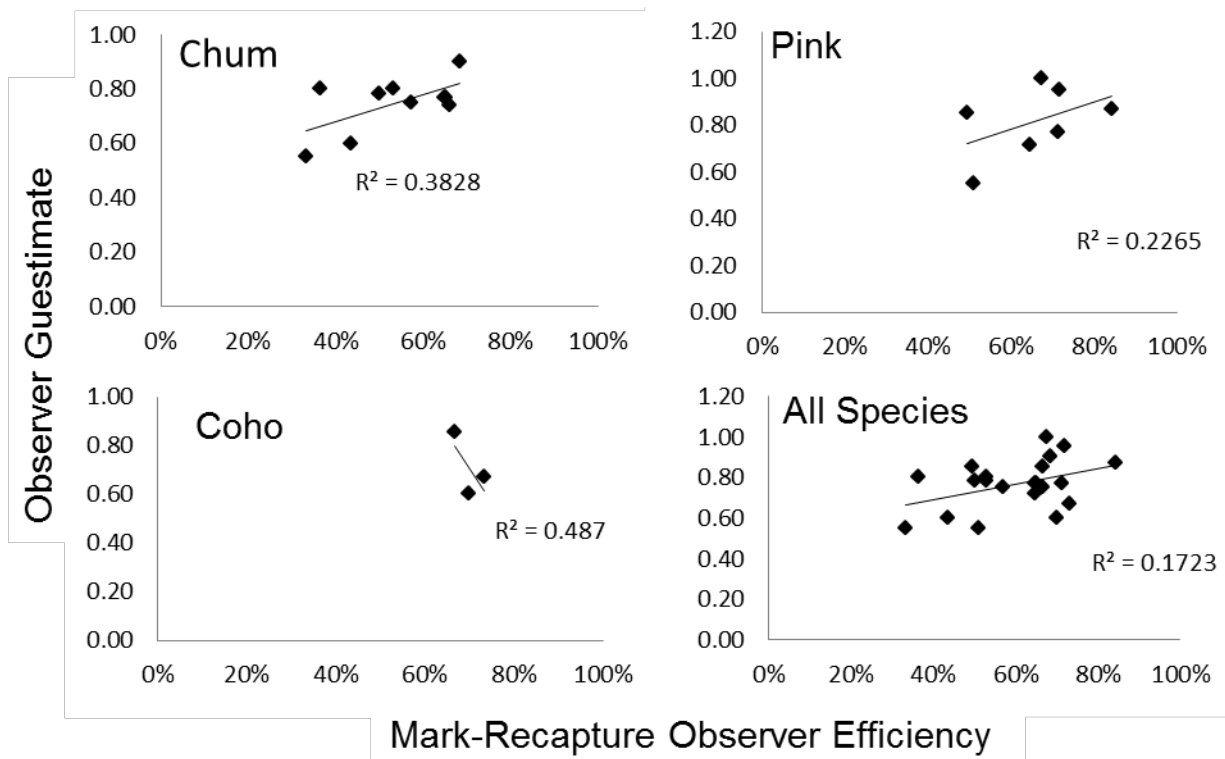 Observer Guestimate
Chum
1.00
0.80
0.60
0.40
0.20
0.00
R² = 0.3828
0% 20% 40% 60% 80% 100%
Pink
1.20
1.00
0.80
0.60
0.40
0.20
0.00
R² = 0.2265
0% 20% 40% 60% 80% 100%
Coho
1.00
0.80
0.60
0.40
0.20
0.00
R² = 0.487
0% 20% 40% 60% 80% 100%
All Species
1.20
1.00
0.80
0.60
0.40
0.20
0.00
R² = 0.1723
0% 20% 40% 60% 80% 100%
Mark-Recapture Observer Efficiency